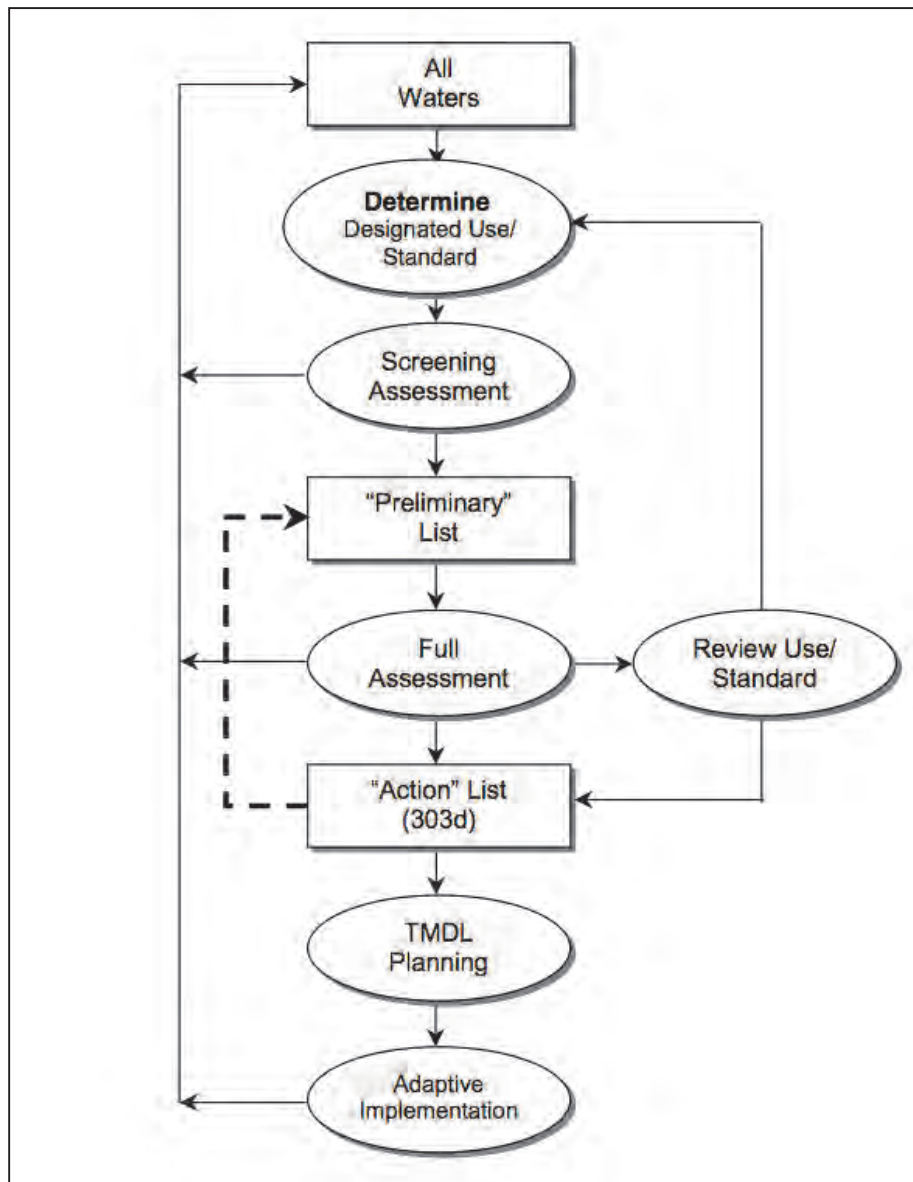 All
Waters
Determine
Designated Use/
Standard
Screening
Assessment
“Preliminary”
List
Full
Assessment
Review Use/
Standard
“Action” List
(303d)
TMDL
Planning
Adaptive
Implementation